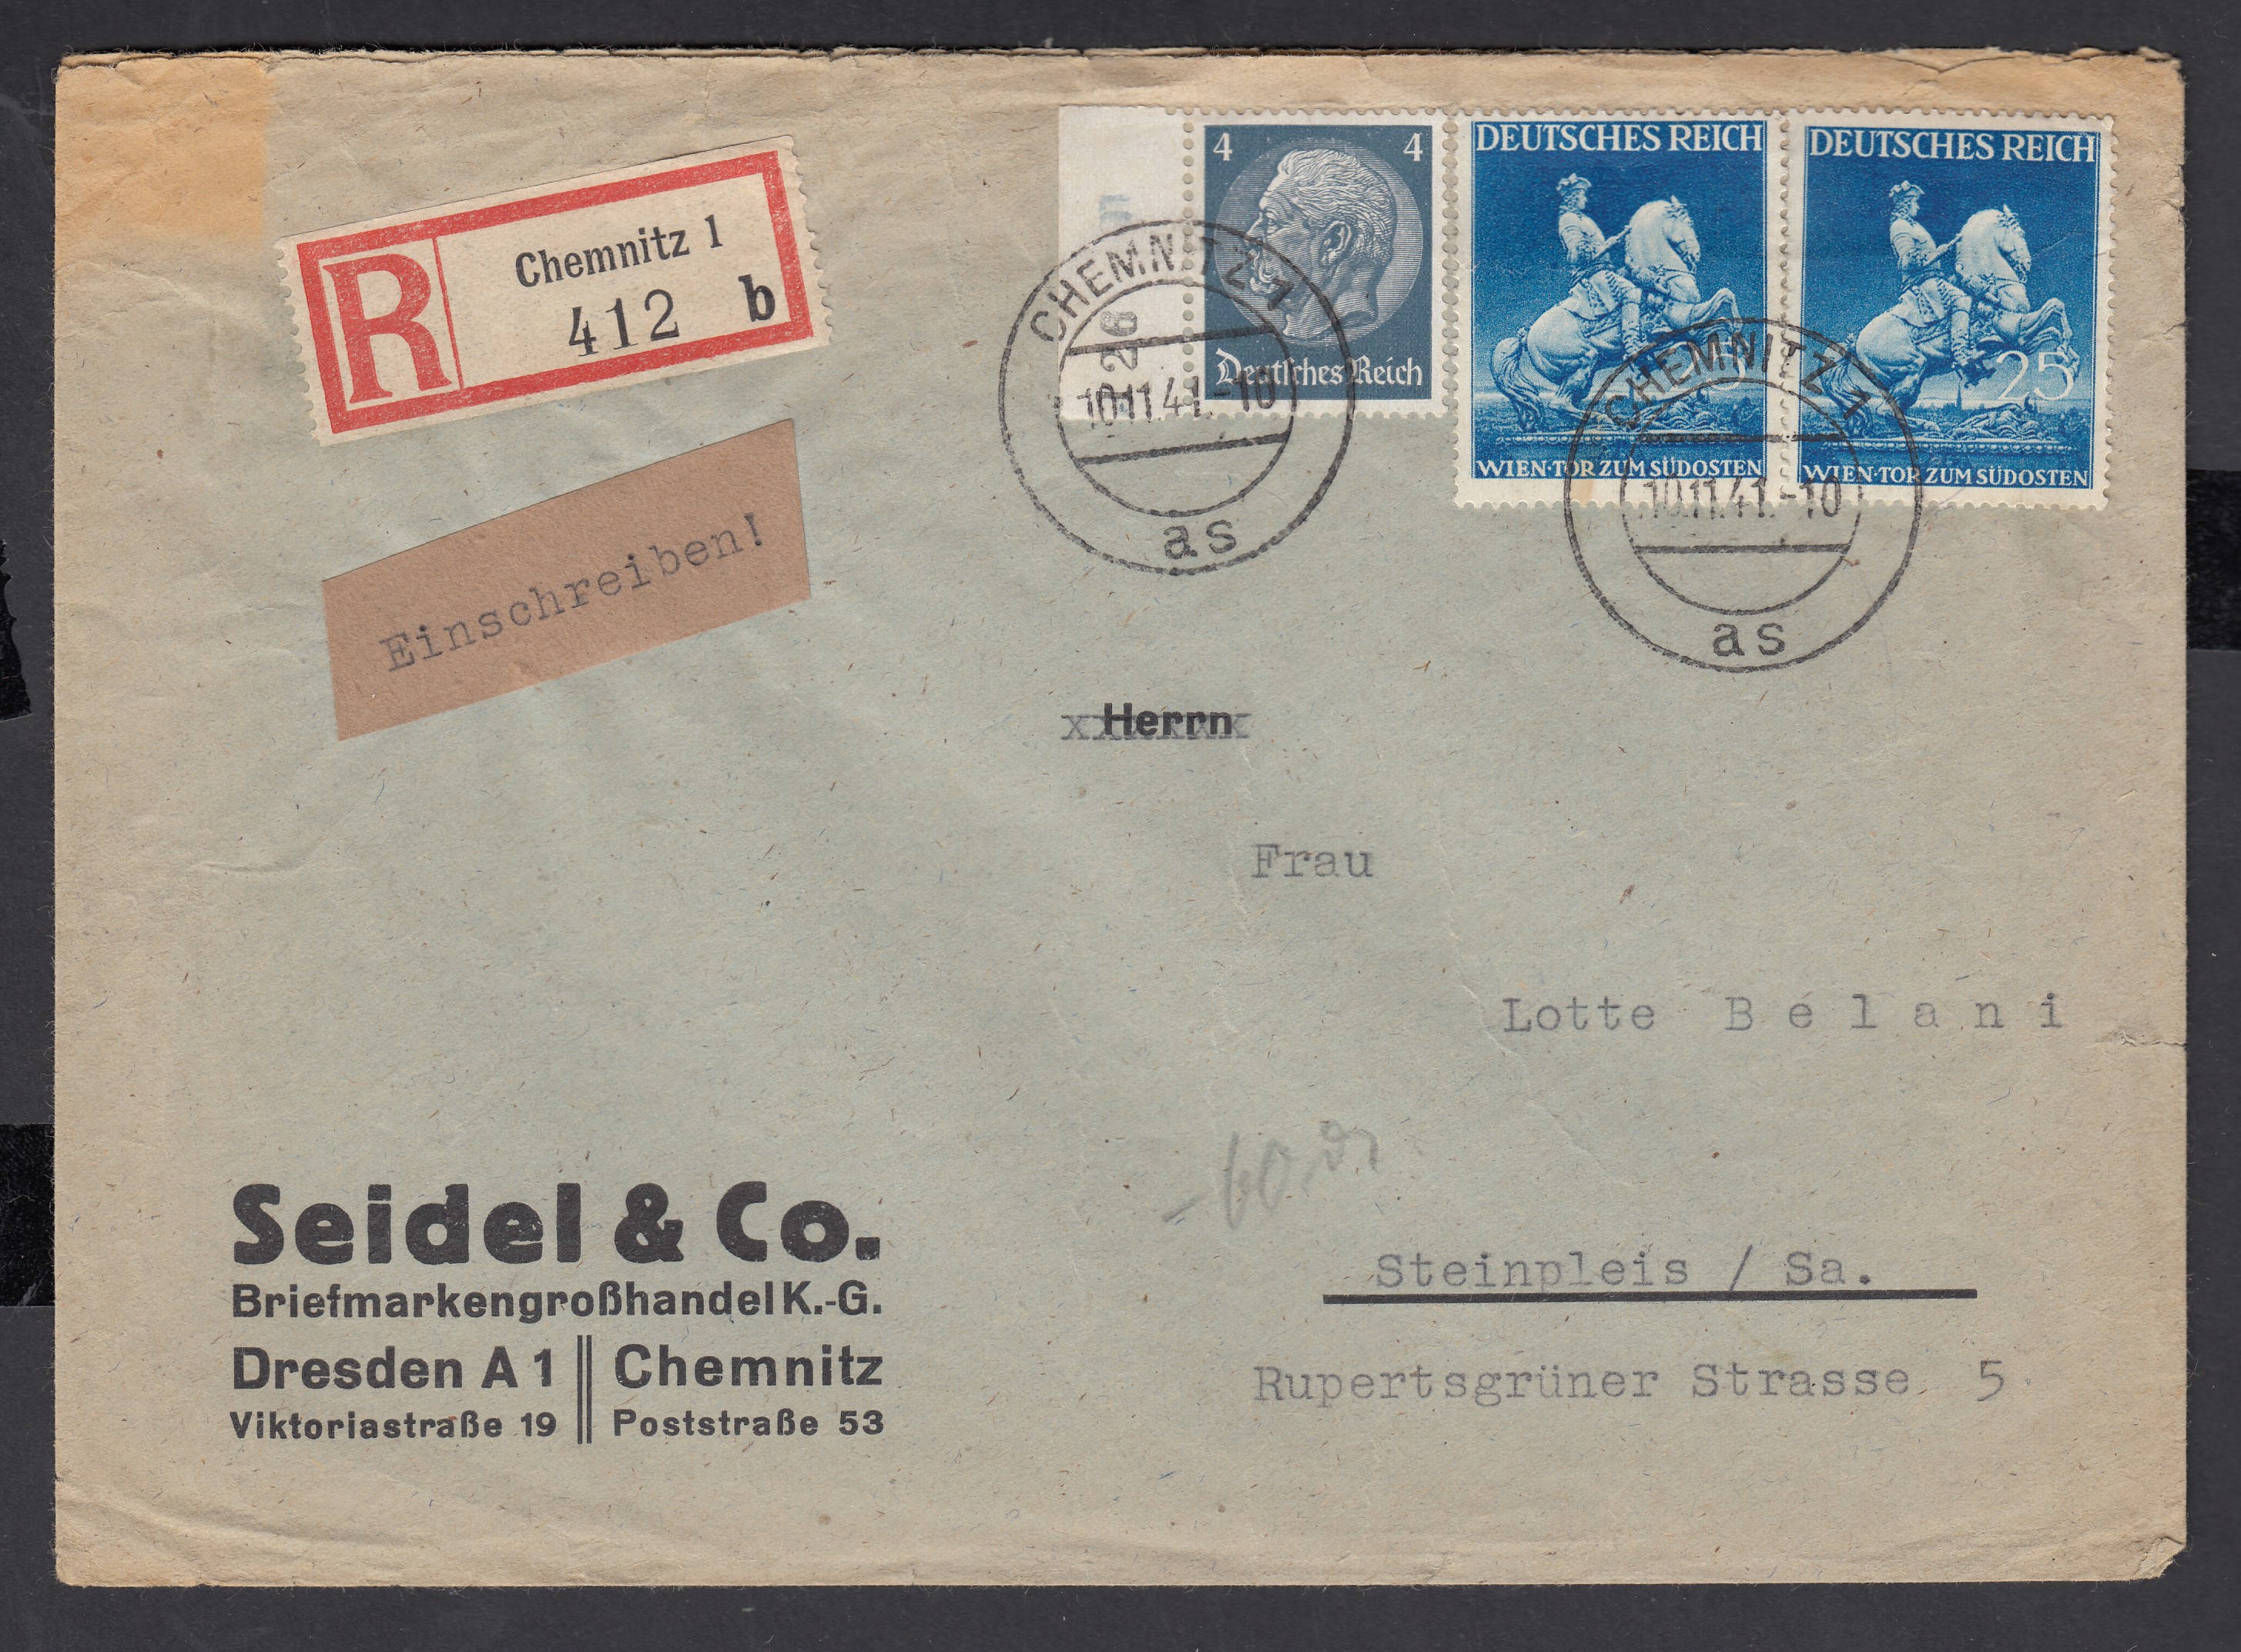 R
Chemnitz 1
412 b
Einschreiben!
4 4
Deutsches Reich
26
DEUTSCHES REICH
25
WIEN·TOR ZUM SÜDOSTEN
DEUTSCHES REICH
25
WIEN·TOR ZUM SÜDOSTEN
CHEMNITZ 1
10.11.41.-10
as
CHEMNITZ 1
10.11.41.-10
as
Herrn
Frau
Lotte Belani
Steinpleis / Sa.
Rupertsgrüner Strasse 5
Seidel & Co.
Briefmarkengroßhandel K.-G.
Dresden A 1 || Chemnitz
Viktoriastraße 19 || Poststraße 53